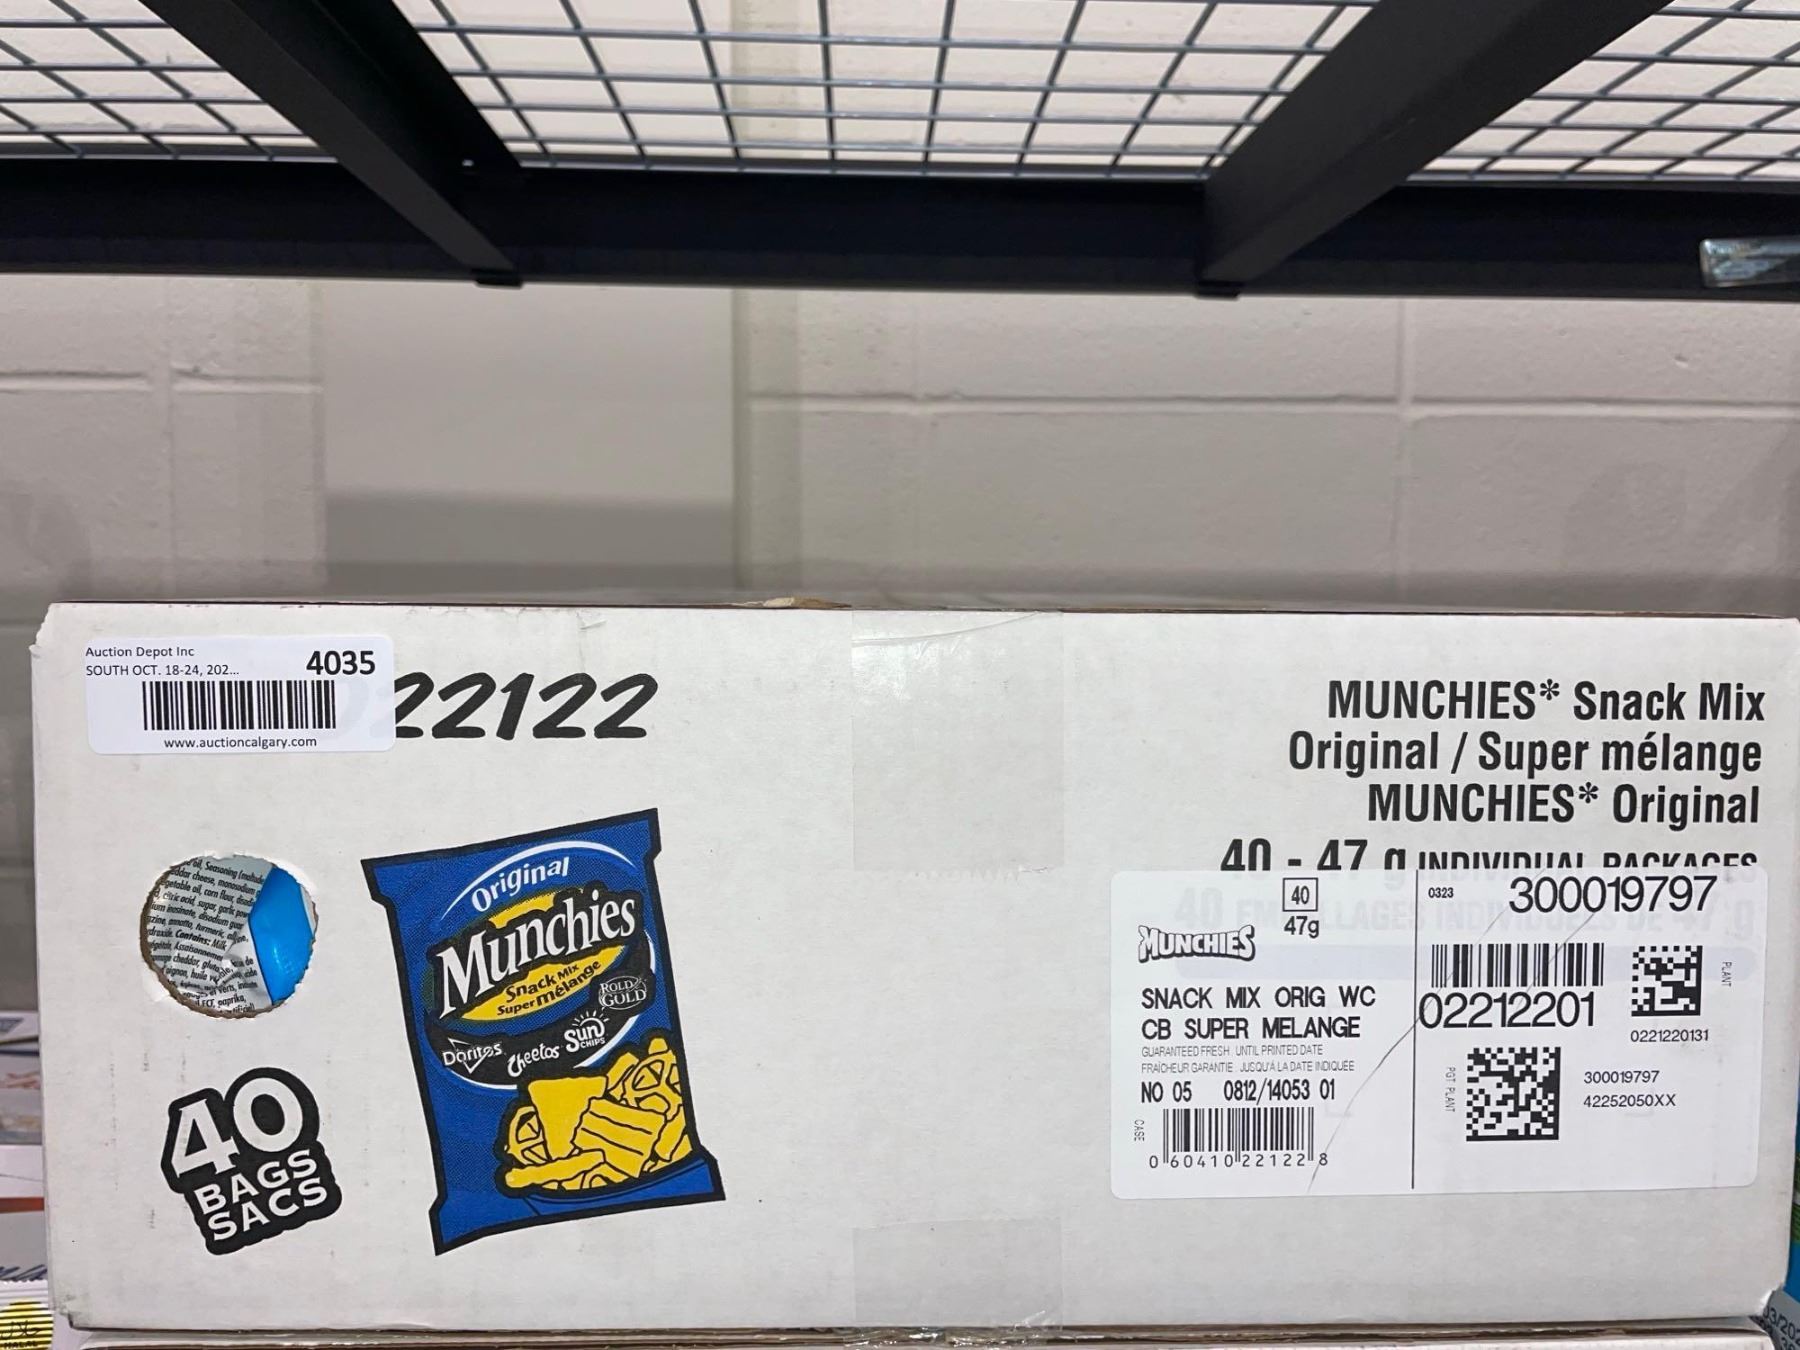 Auction Depot Inc
SOUTH OCT. 18-24, 202...
4035
www.auctioncalgary.com
22122
MUNCHIES* Snack Mix
Original / Super mélange
MUNCHIES* Original
40 - 47 g INDIVIDUAL PACKAGES
40
47g
MUNCHIES
SNACK MIX ORIG WC
CB SUPER MELANGE
GUARANTEED FRESH UNTIL PRINTED DATE
FRAÎCHEUR GARANTIE JUSQU'À LA DATE INDIQUÉE
NO 05 0812/14053 01
CASE
0 60410 22122 8
0323
300019797
02212201
PLANT
0221220131
PGT PLANT
300019797
42252050XX
Original
Munchies
Snack Mix
Super mélange
ROLD GOLD
Doritos Cheetos Sun CHIPS
40
BAGS
SACS